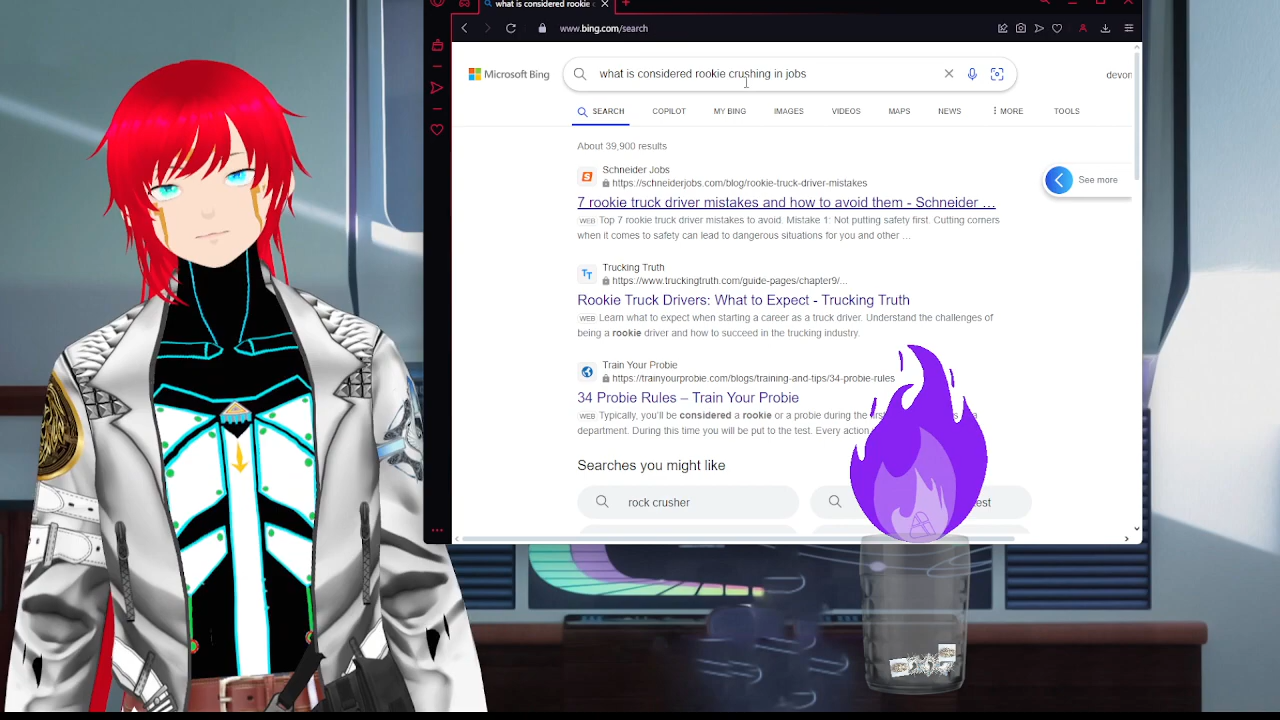 what is considered rookie c
www.bing.com/search
Microsoft Bing
what is considered rookie crushing in jobs
devon
SEARCH
COPILOT
MY BING
IMAGES
VIDEOS
MAPS
NEWS
MORE
TOOLS
About 39,900 results
Schneider Jobs
https://schneiderjobs.com/blog/rookie-truck-driver-mistakes
See more
7 rookie truck driver mistakes and how to avoid them - Schneider ...
WEB Top 7 rookie truck driver mistakes to avoid. Mistake 1: Not putting safety first. Cutting corners
when it comes to safety can lead to dangerous situations for you and other ...
TT
Trucking Truth
https://www.truckingtruth.com/guide-pages/chapter9/...
Rookie Truck Drivers: What to Expect - Trucking Truth
WEB Learn what to expect when starting a career as a truck driver. Understand the challenges of
being a rookie driver and how to succeed in the trucking industry.
Train Your Probie
https://trainyourprobie.com/blogs/training-and-tips/34-probie-rules
34 Probie Rules – Train Your Probie
WEB Typically, you'll be considered a rookie or a probie during the
department. During this time you will be put to the test. Every action
Searches you might like
rock crusher
est